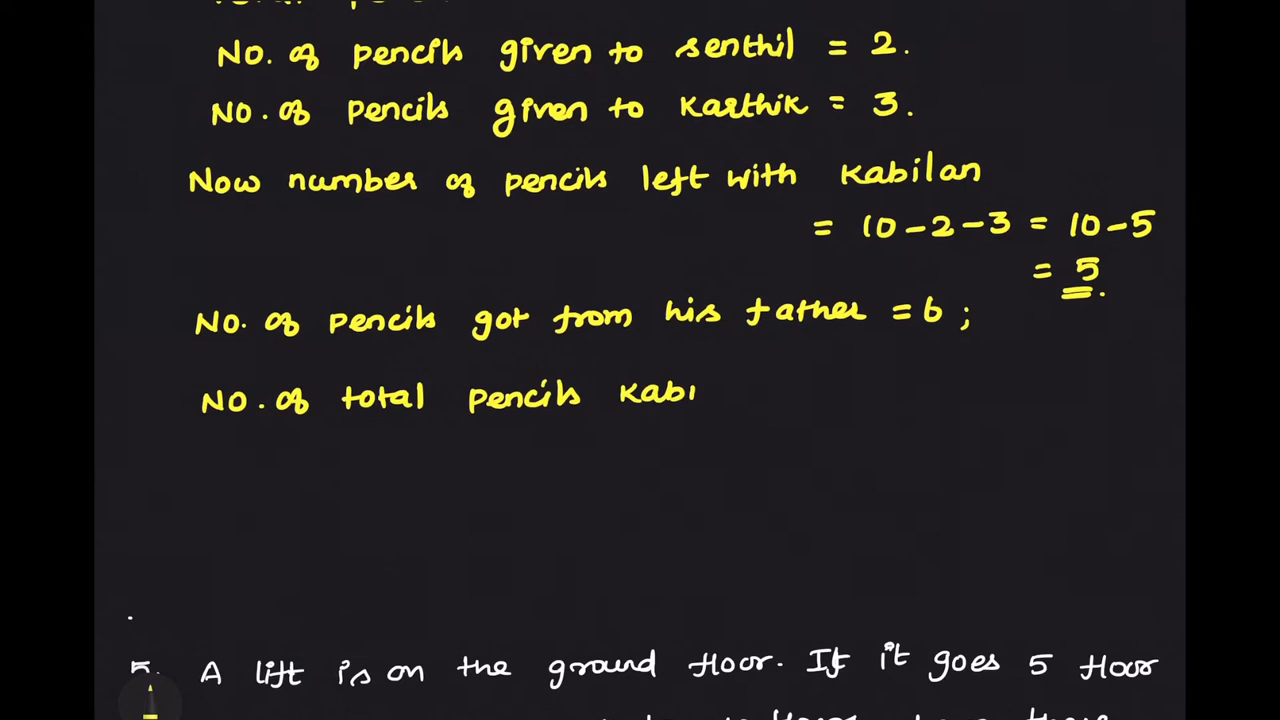 No. of pencils given to senthil = 2.
No. of pencils given to Karthik = 3.
Now number of pencils left with Kabilan
= 10 - 2 - 3 = 10 - 5
= 5.
No. of pencils got from his father = 6 ;
No. of total pencils Kabi
5. A lift is on the ground floor. If it goes 5 floor